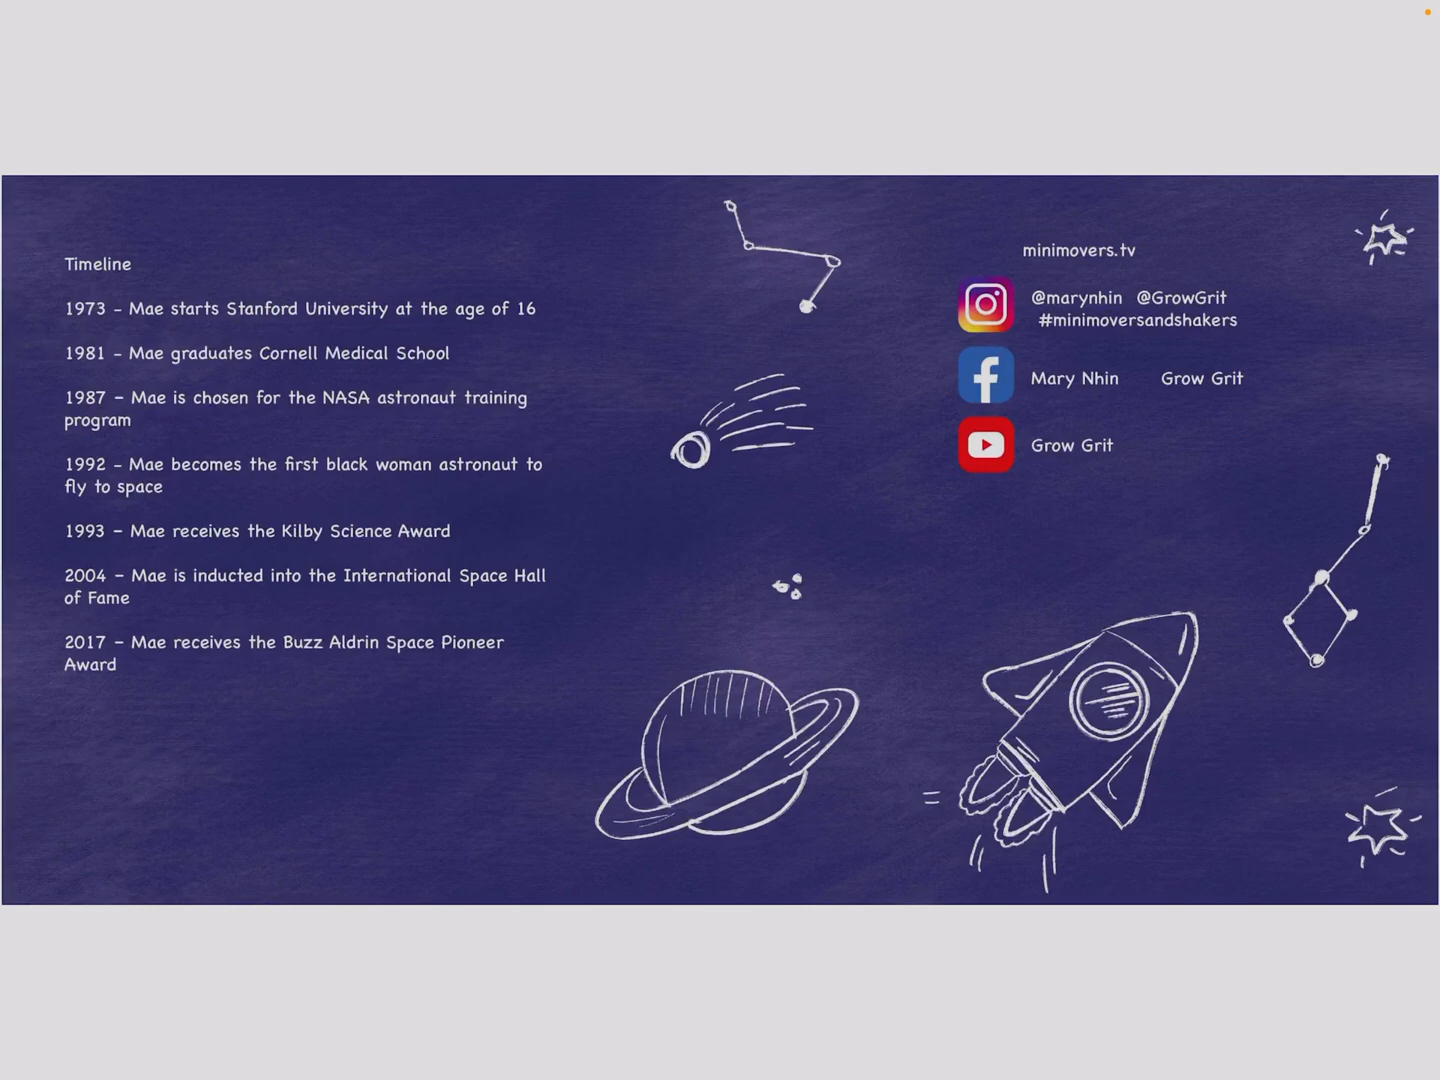 Timeline
1973 - Mae starts Stanford University at the age of 16
1981 - Mae graduates Cornell Medical School
1987 – Mae is chosen for the NASA astronaut training
program
1992 - Mae becomes the first black woman astronaut to
fly to space
1993 – Mae receives the Kilby Science Award
2004 – Mae is inducted into the International Space Hall
of Fame
2017 – Mae receives the Buzz Aldrin Space Pioneer
Award
minimovers.tv
@marynhin @GrowGrit
#minimoversandshakers
Mary Nhin Grow Grit
Grow Grit